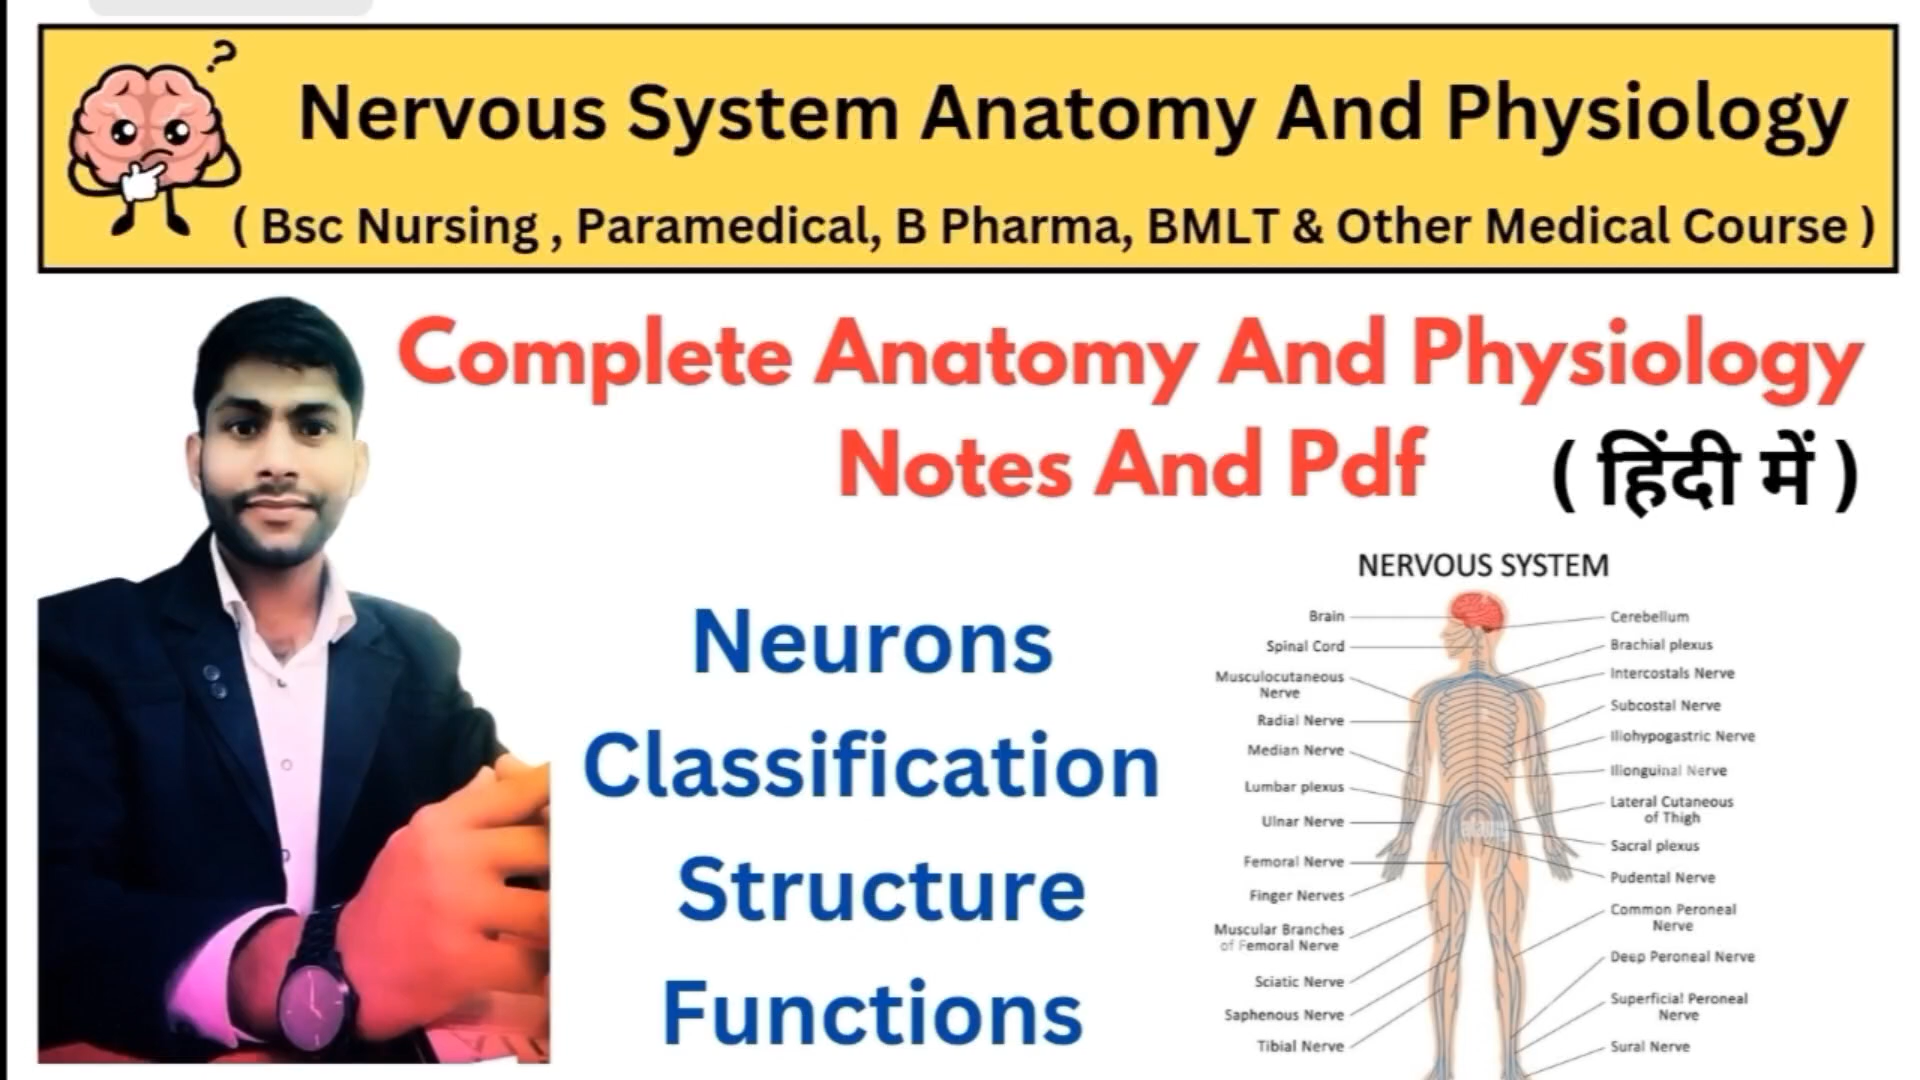 ?
Nervous System Anatomy And Physiology
( Bsc Nursing , Paramedical, B Pharma, BMLT & Other Medical Course )
Complete Anatomy And Physiology
Notes And Pdf ( हिंदी में )
Neurons
Classification
Structure
Functions
NERVOUS SYSTEM
Brain
Spinal Cord
Musculocutaneous
Nerve
Radial Nerve
Median Nerve
Lumbar plexus
Ulnar Nerve
Femoral Nerve
Finger Nerves
Muscular Branches
of Femoral Nerve
Sciatic Nerve
Saphenous Nerve
Tibial Nerve
Cerebellum
Brachial plexus
Intercostals Nerve
Subcostal Nerve
Iliohypogastric Nerve
Ilionguinal Nerve
Lateral Cutaneous
of Thigh
Sacral plexus
Pudental Nerve
Common Peroneal
Nerve
Deep Peroneal Nerve
Superficial Peroneal
Nerve
Sural Nerve